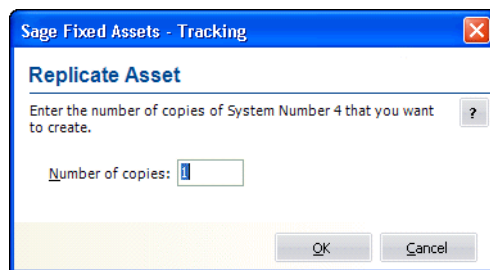 Sage Fixed Assets - Tracking
Replicate Asset
Enter the number of copies of System Number 4 that you want
to create.
?
Number of copies: 1
OK Cancel